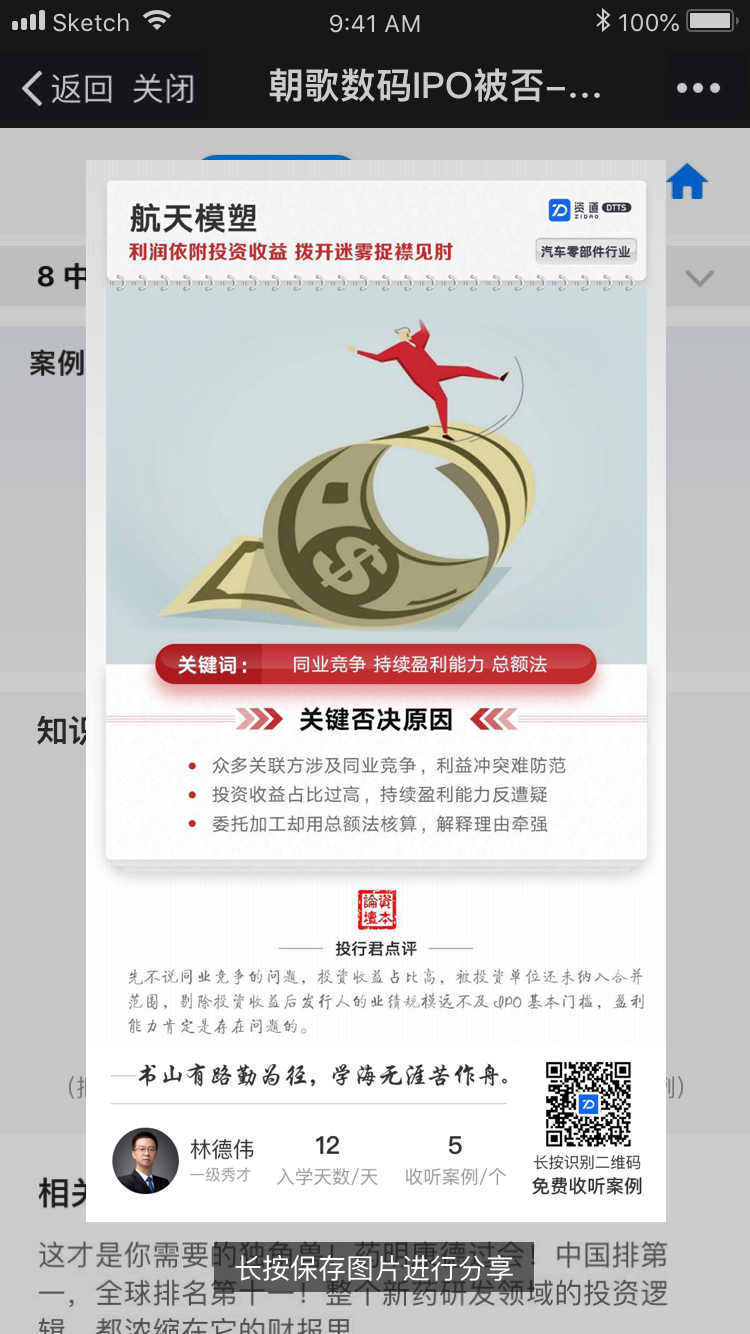 Sketch 9:41 AM 100%
返回 关闭 朝歌数码IPO被否–...
航天模塑
资道 DTTS
ZIDAO
利润依附投资收益 拨开迷雾捉襟见肘
汽车零部件行业
8 中
案例
$
关键词： 同业竞争 持续盈利能力 总额法
关键否决原因
众多关联方涉及同业竞争，利益冲突难防范
投资收益占比过高，持续盈利能力反遭疑
委托加工却用总额法核算，解释理由牵强
知识
資本論壇
投行君点评
先不说同业竞争的问题，投资收益占比高，被投资单位还未纳入合并
范围，剔除投资收益后发行人的业绩规模远不及IPO基本门槛，盈利
能力肯定是存在问题的。
—书山有路勤为径，学海无涯苦作舟。
林德伟
一级秀才
12
入学天数/天
5
收听案例/个
长按识别二维码
免费收听案例
相关
长按保存图片进行分享
这才是你需要的独角兽！药明康德过会！中国排第
一，全球排名第十一！整个新药研发领域的投资逻
辑，都浓缩在它的财报里